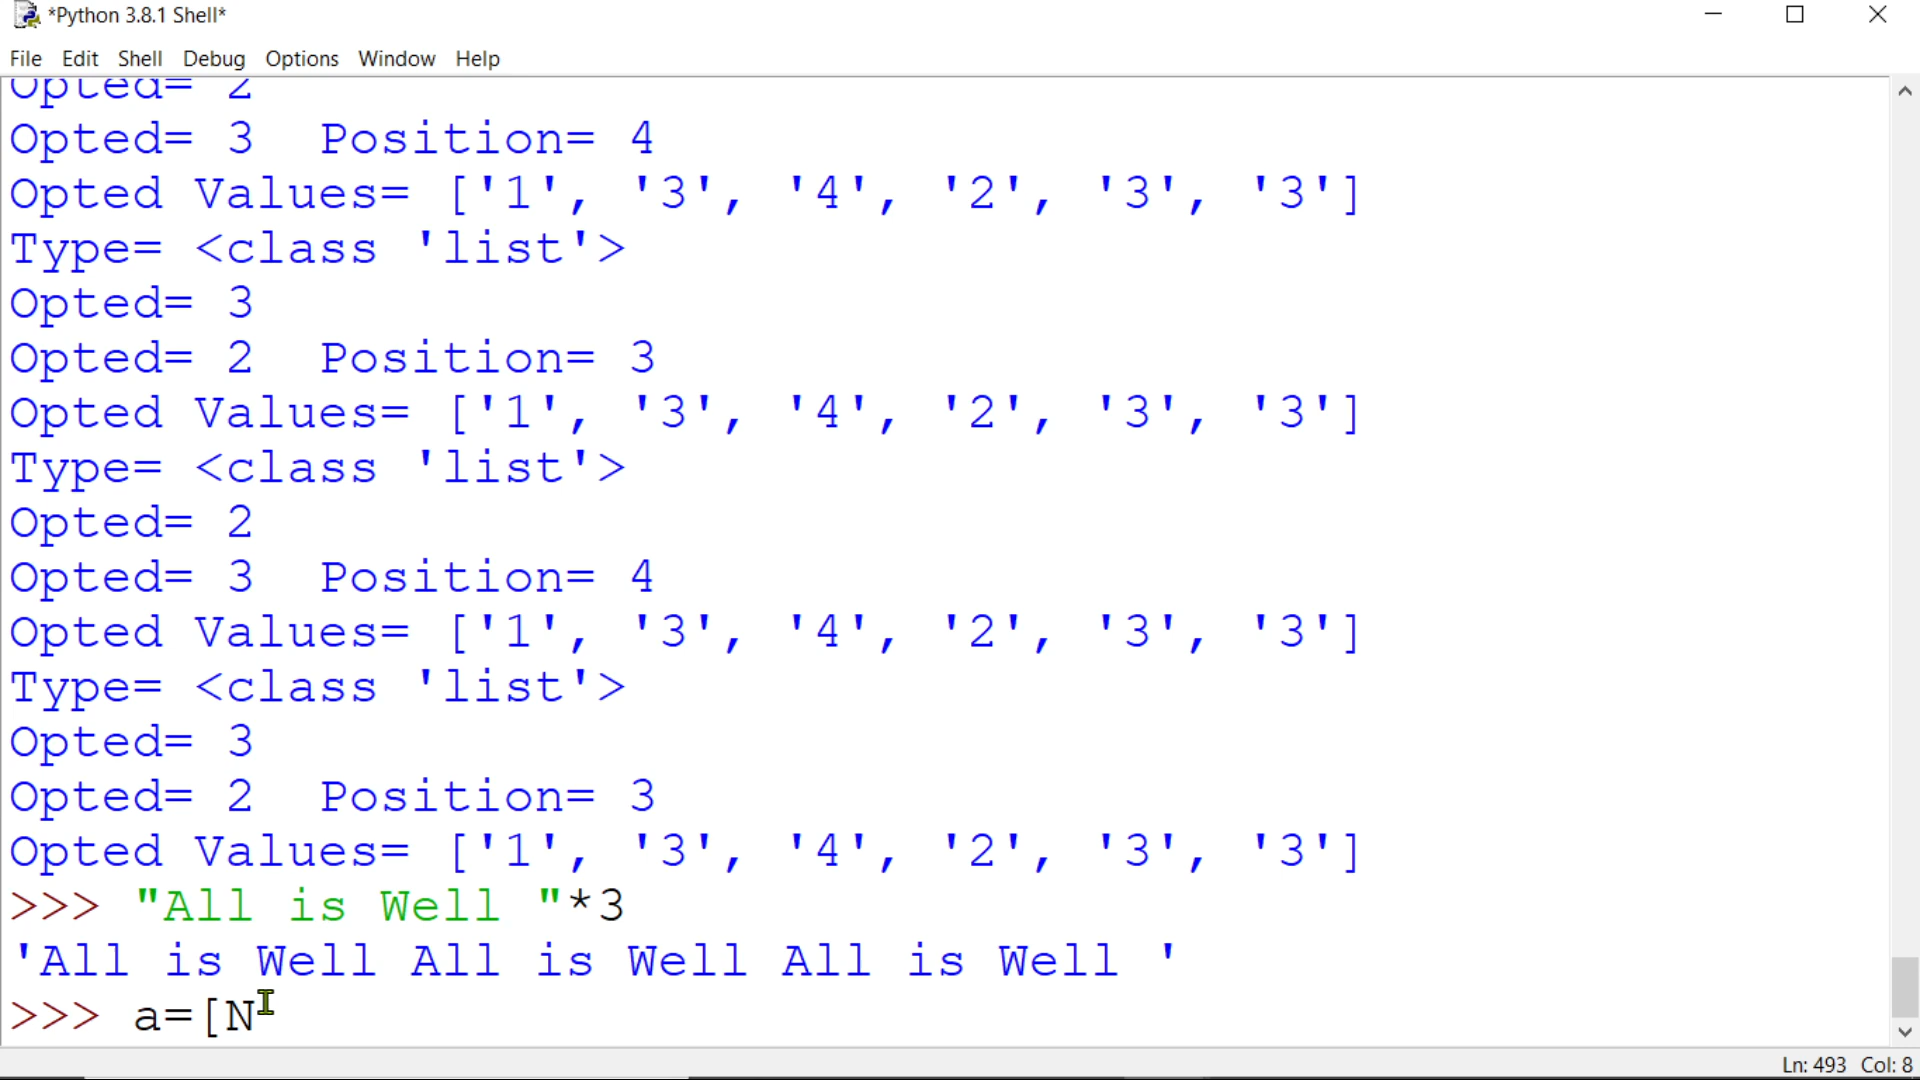 *Python 3.8.1 Shell*
File Edit Shell Debug Options Window Help
Opted= 2
Opted= 3  Position= 4
Opted Values= ['1', '3', '4', '2', '3', '3']
Type= <class 'list'>
Opted= 3
Opted= 2  Position= 3
Opted Values= ['1', '3', '4', '2', '3', '3']
Type= <class 'list'>
Opted= 2
Opted= 3  Position= 4
Opted Values= ['1', '3', '4', '2', '3', '3']
Type= <class 'list'>
Opted= 3
Opted= 2  Position= 3
Opted Values= ['1', '3', '4', '2', '3', '3']
>>> "All is Well "*3
'All is Well All is Well All is Well '
>>> a=[N
Ln: 493 Col: 8